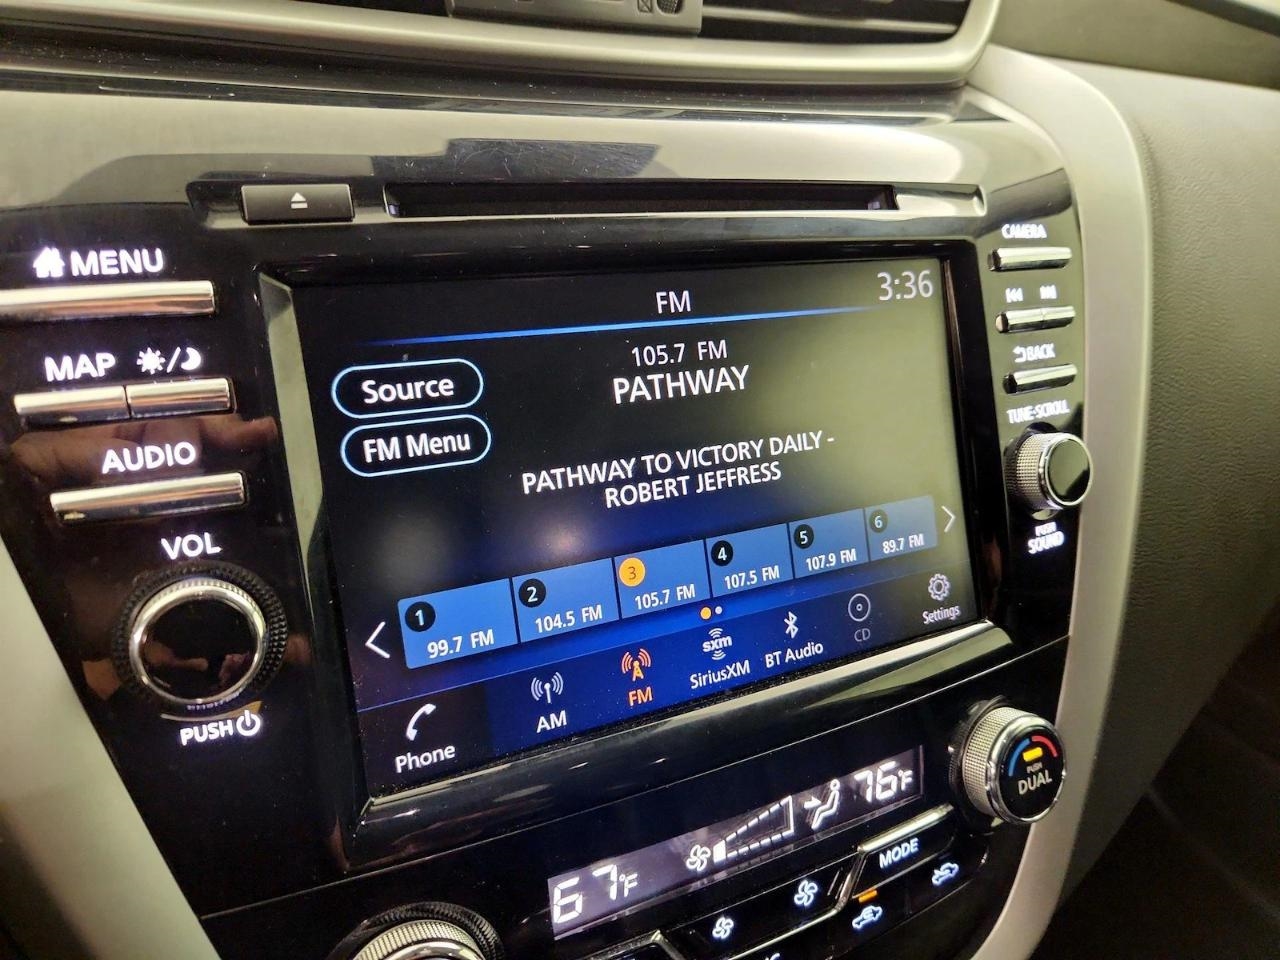 MENU
MAP
AUDIO
VOL
PUSH
FM
3:36
Source
FM Menu
105.7 FM
PATHWAY
PATHWAY TO VICTORY DAILY -
ROBERT JEFFRESS
1 99.7 FM
2 104.5 FM
3 105.7 FM
4 107.5 FM
5 107.9 FM
6 89.7 FM
Phone
AM
FM
sxm
SiriusXM
BT Audio
CD
Settings
CAMERA
BACK
TUNE-SCROLL
PUSH
SOUND
67°F
76°F
PUSH
DUAL
MODE